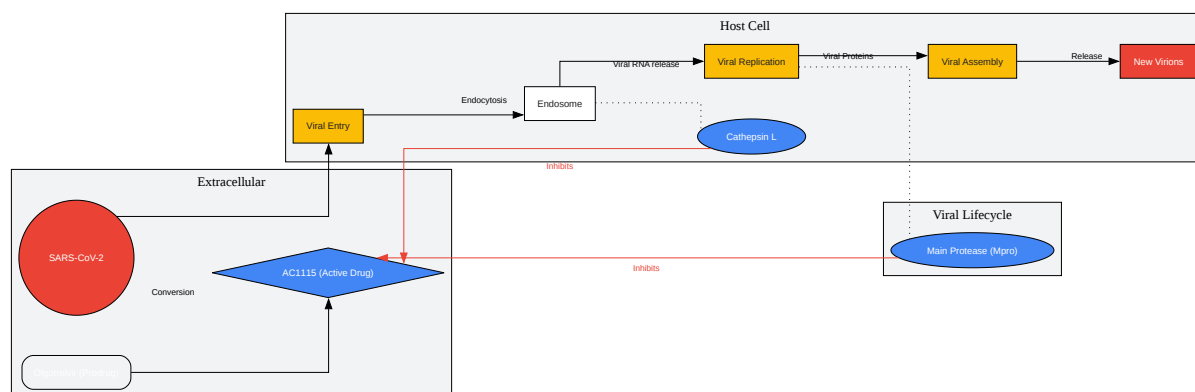 Host Cell
Viral Replication
Viral Proteins
Viral Assembly
Release
New Virions
Viral RNA release
Endocytosis
Endosome
Viral Entry
Cathepsin L
Inhibits
Extracellular
SARS-CoV-2
AC1115 (Active Drug)
Conversion
Viral Lifecycle
Main Protease (Mpro)
Inhibits
(Prodrug)